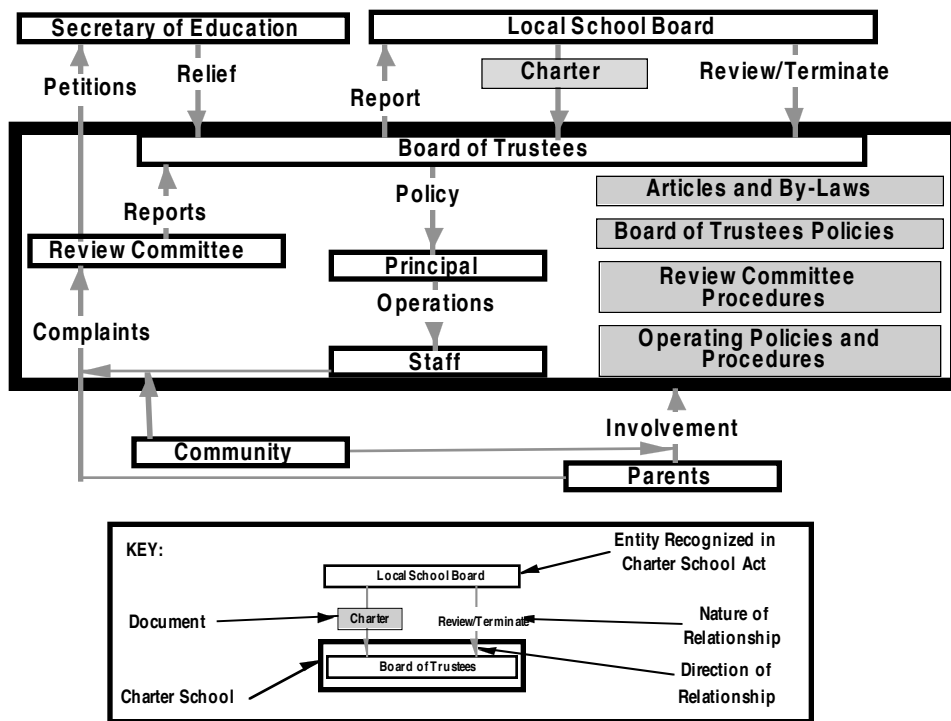 Secretary of Education
Local School Board
Petitions
Relief
Report
Charter
Review/Terminate
Board of Trustees
Policy
Articles and By-Laws
Reports
Board of Trustees Policies
Review Committee
Principal
Review Committee
Procedures
Operations
Complaints
Operating Policies and
Procedures
Staff
Involvement
Community
Parents
KEY:
Entity Recognized in
Charter School Act
Local School Board
Document
Charter
Review/Terminate
Nature of
Relationship
Board of Trustees
Direction of
Relationship
Charter School